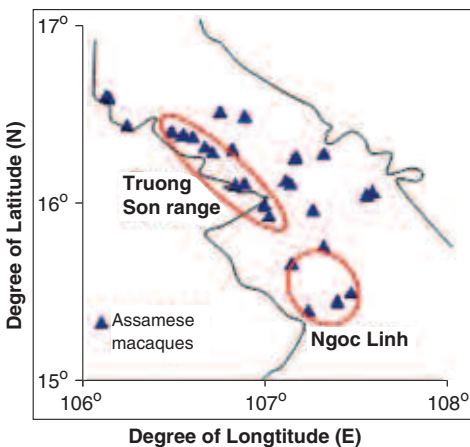 17°
16°
15°
Degree of Latitude (N)
Truong
Son range
Assamese
macaques
Ngoc Linh
106°
107°
108°
Degree of Longtitude (E)